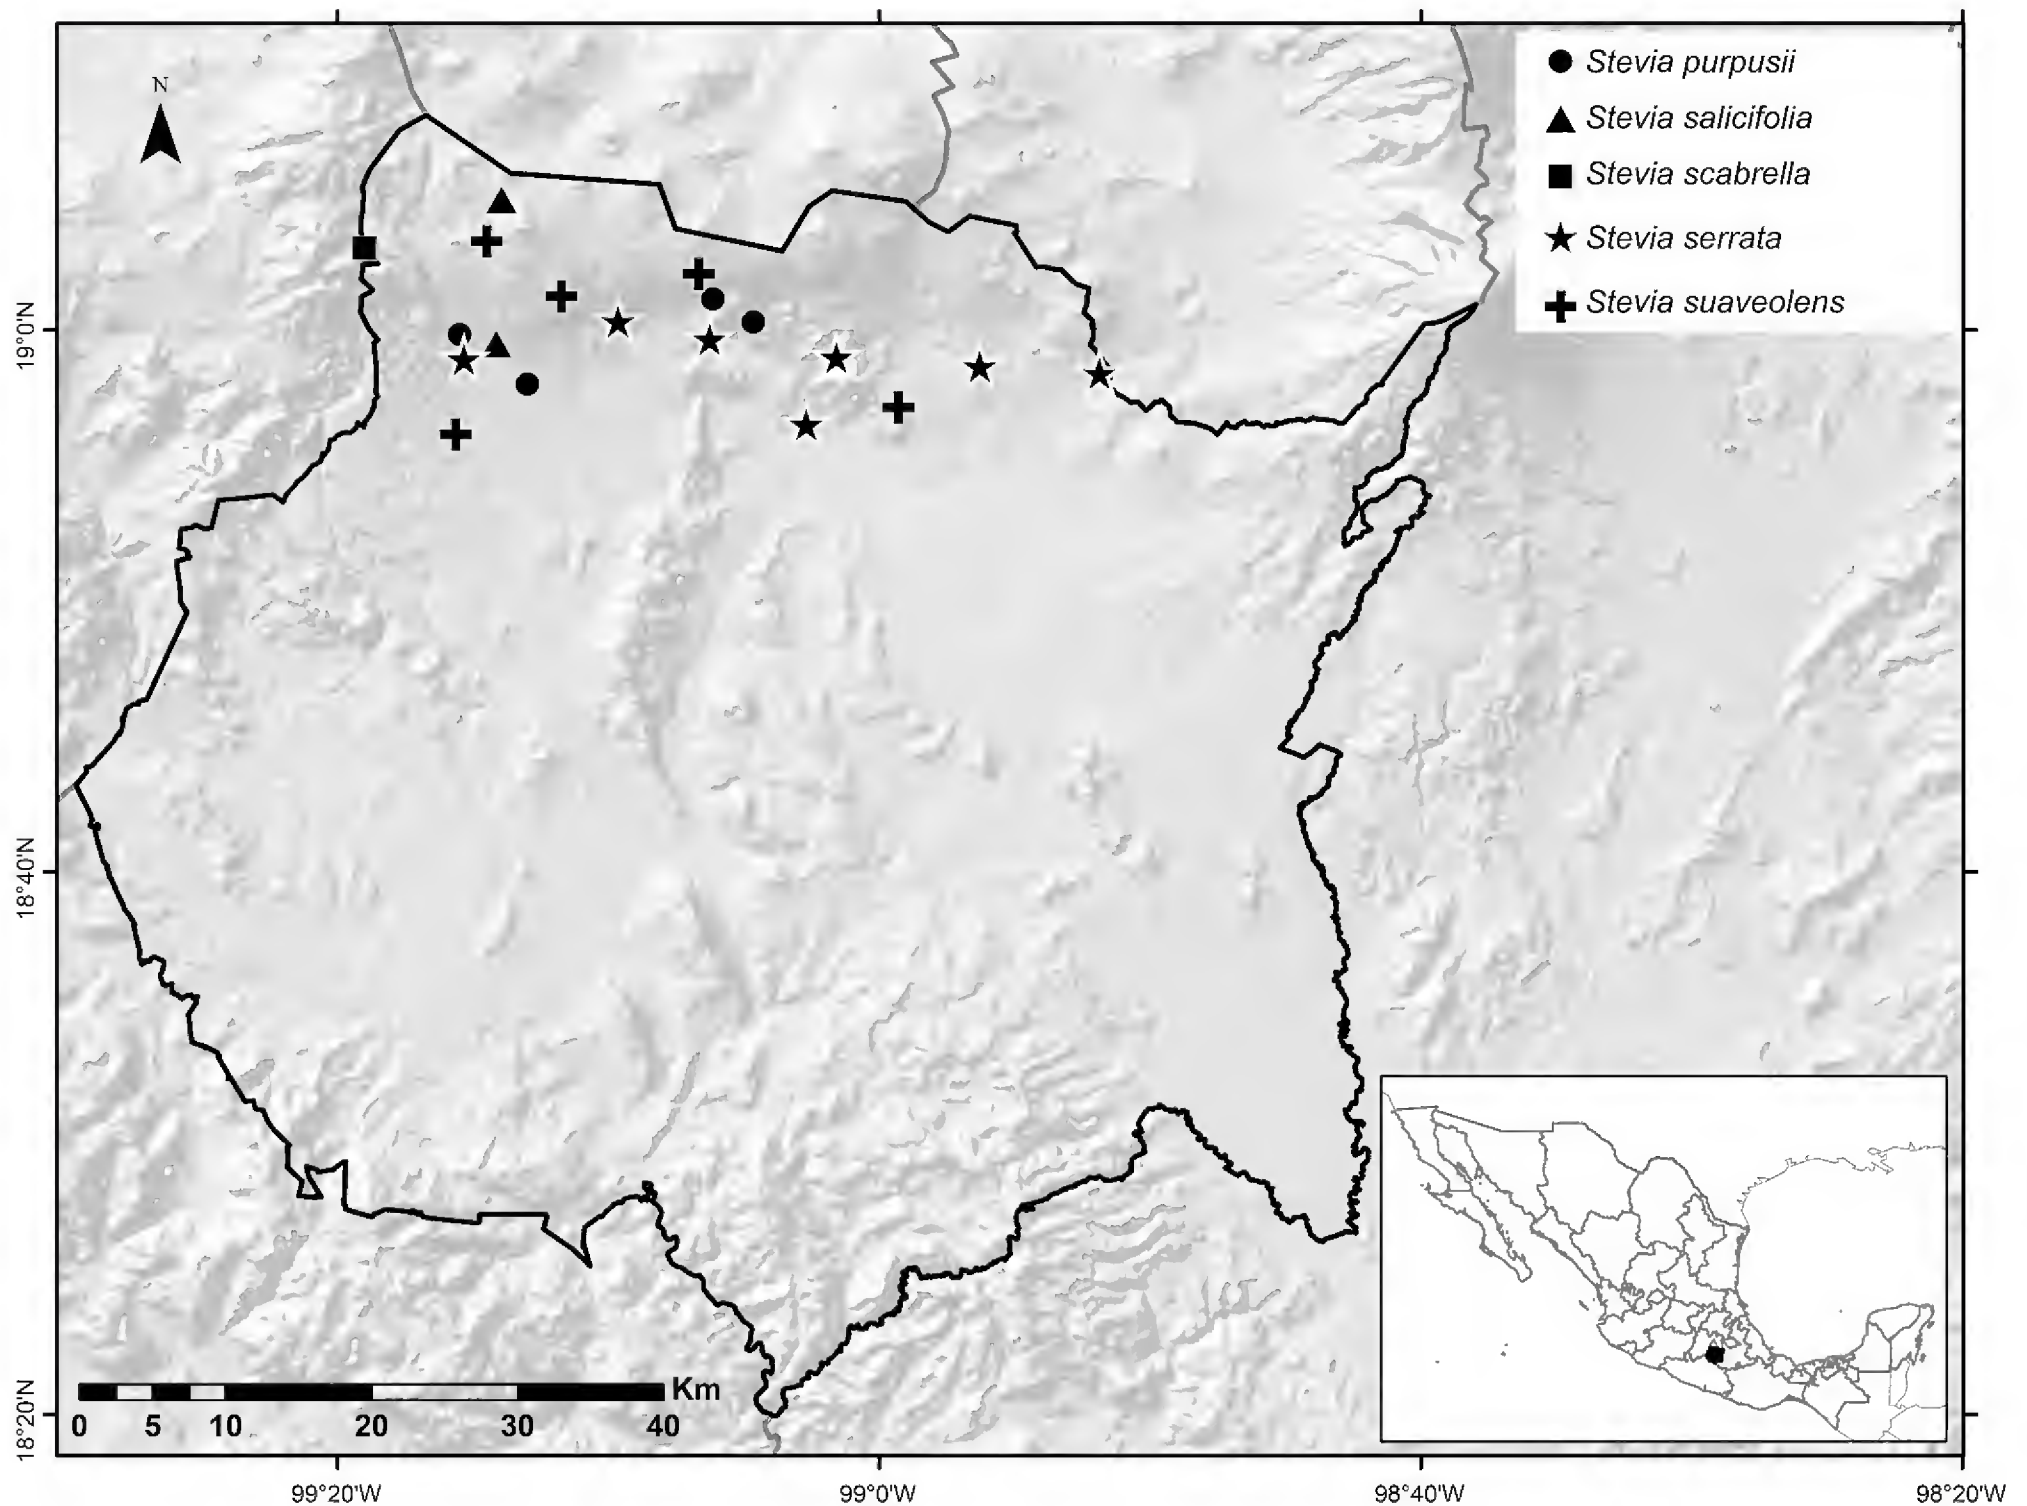 N
Stevia purpusii
Stevia salicifolia
Stevia scabrella
Stevia serrata
Stevia suaveolens
19°0'N
18°40'N
18°20'N
Km
0 5 10 20 30 40
99°20'W 99°0'W 98°40'W 98°20'W